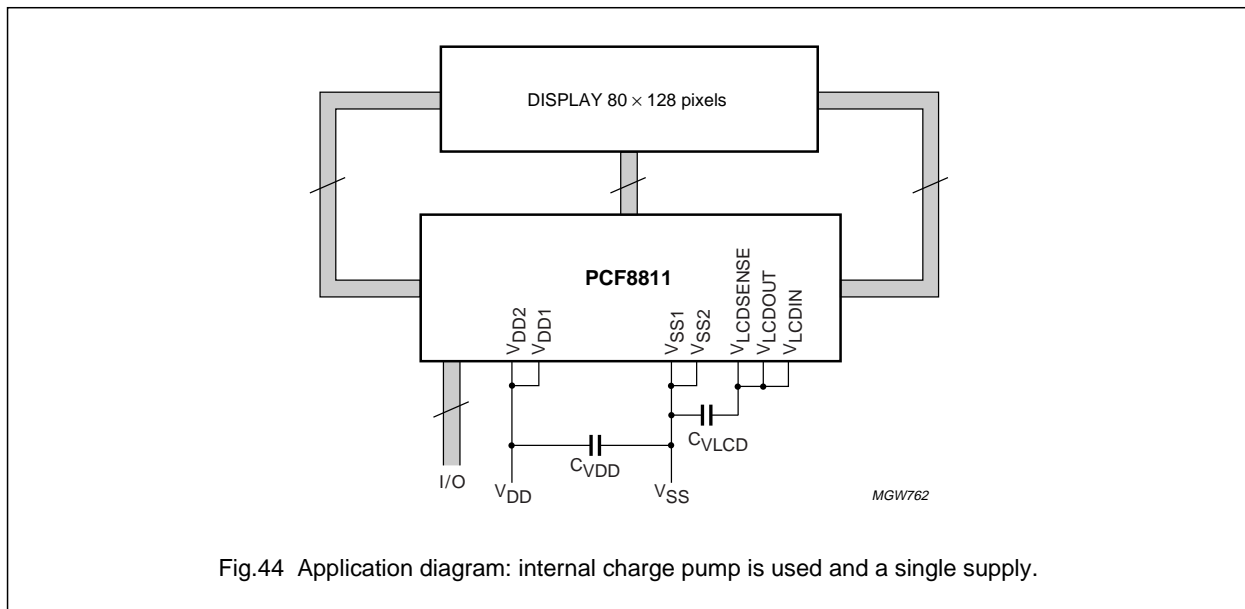 DISPLAY 80 × 128 pixels
PCF8811
VDD2
VDD1
VSS1
VSS2
VLCDSENSE
VLCDOUT
VLCDIN
CVLCD
CVDD
I/O
VDD
VSS
MGW762
Fig.44 Application diagram: internal charge pump is used and a single supply.